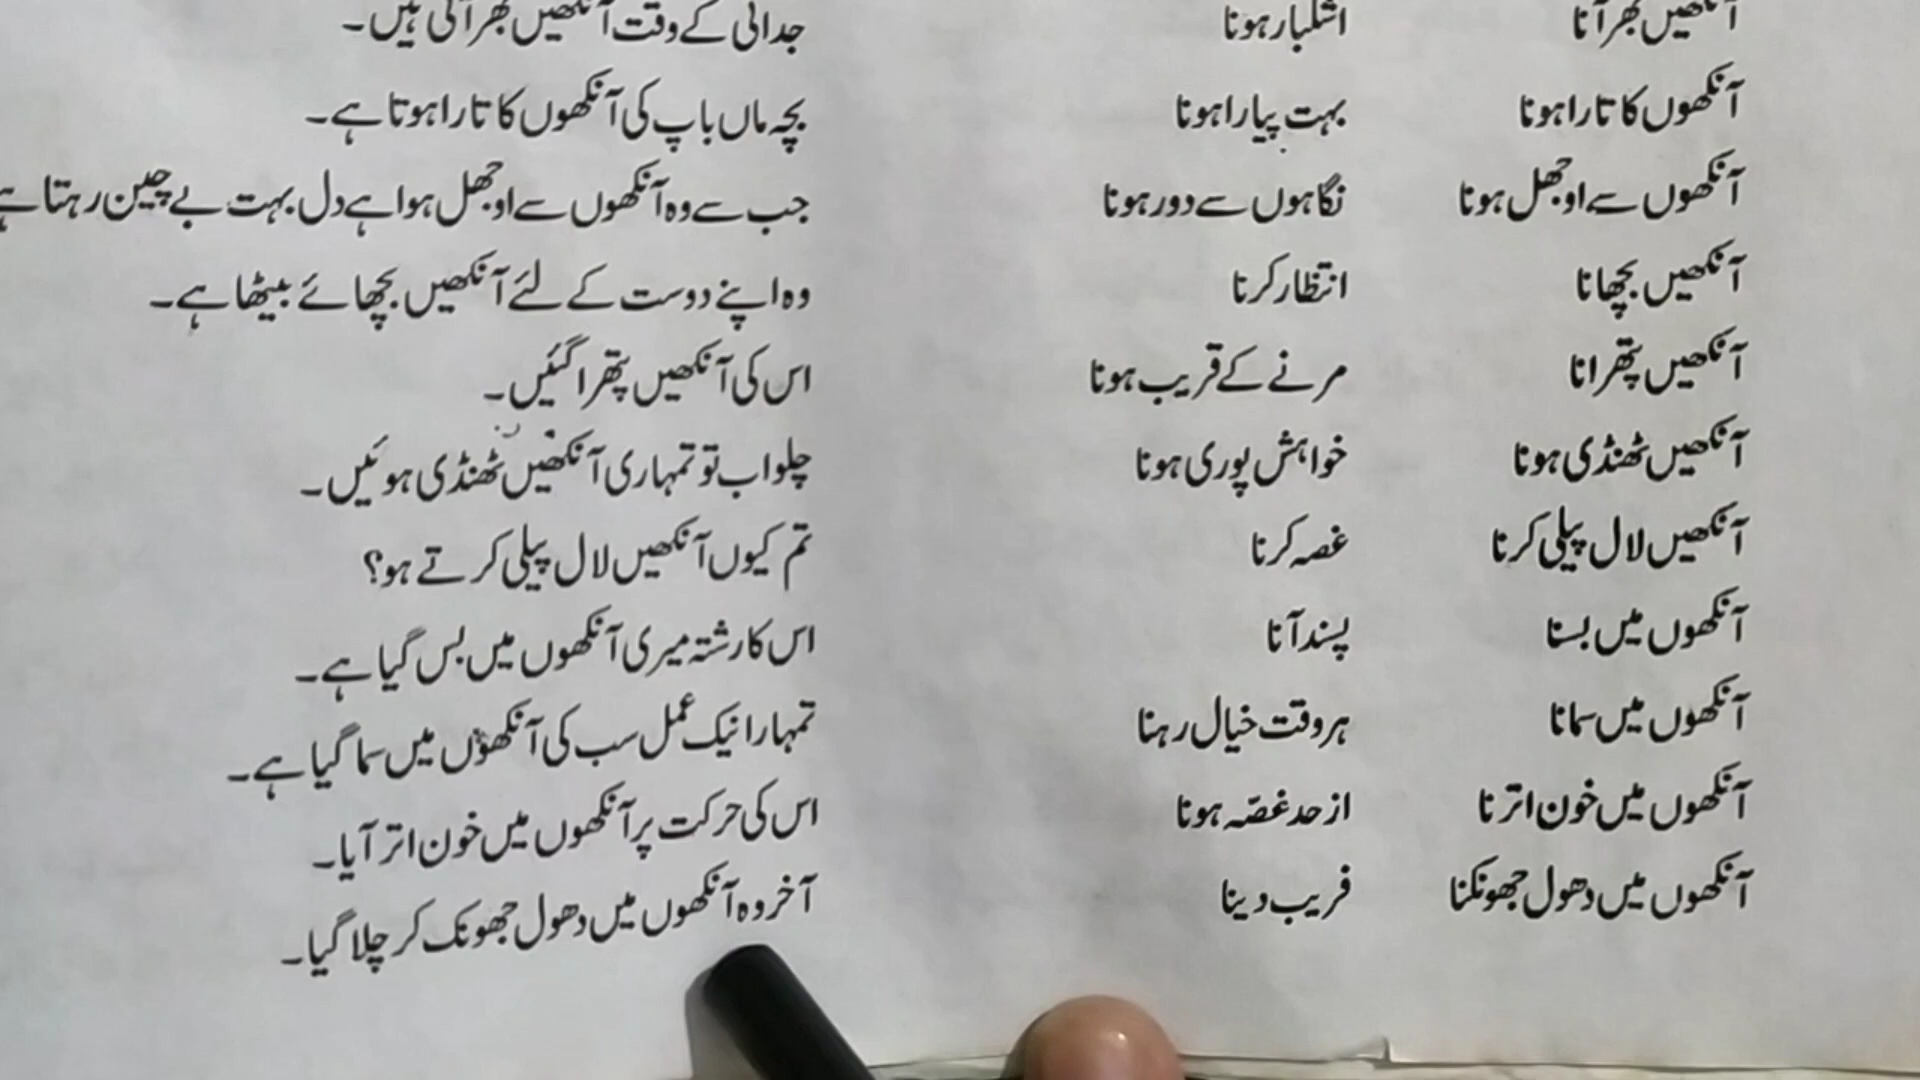 آنکھیں بھر آنا اشکبار ہونا جدائی کے وقت آنکھیں بھر آتی ہیں۔
آنکھوں کا تارا ہونا بہت پیارا ہونا بچہ ماں باپ کی آنکھوں کا تارا ہوتا ہے۔
آنکھوں سے اوجھل ہونا نگاہوں سے دور ہونا جب سے وہ آنکھوں سے اوجھل ہوا ہے دل بہت بے چین رہتا ہے
آنکھیں بچھانا انتظار کرنا وہ اپنے دوست کے لئے آنکھیں بچھائے بیٹھا ہے۔
آنکھیں پتھرانا مرنے کے قریب ہونا اس کی آنکھیں پتھرا گئیں۔
آنکھیں ٹھنڈی ہونا خواہش پوری ہونا چلو اب تو تمہاری آنکھیں ٹھنڈی ہوئیں۔
آنکھیں لال پیلی کرنا غصہ کرنا تم کیوں آنکھیں لال پیلی کرتے ہو؟
آنکھوں میں بسنا پسند آنا اس کا رشتہ میری آنکھوں میں بس گیا ہے۔
آنکھوں میں سمانا ہر وقت خیال رہنا تمہارا نیک عمل سب کی آنکھوں میں سما گیا ہے۔
آنکھوں میں خون اترنا از حد غصّہ ہونا اس کی حرکت پر آنکھوں میں خون اتر آیا۔
آنکھوں میں دھول جھونکنا فریب دینا آخر وہ آنکھوں میں دھول جھونک کر چلا گیا۔